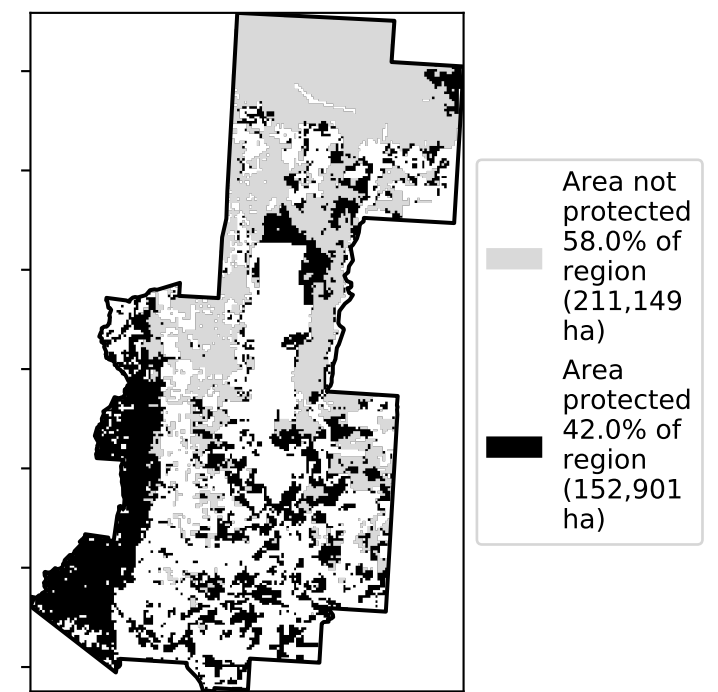 Area not
protected
58.0% of
region
(211,149
ha)
Area
protected
42.0% of
region
(152,901
ha)